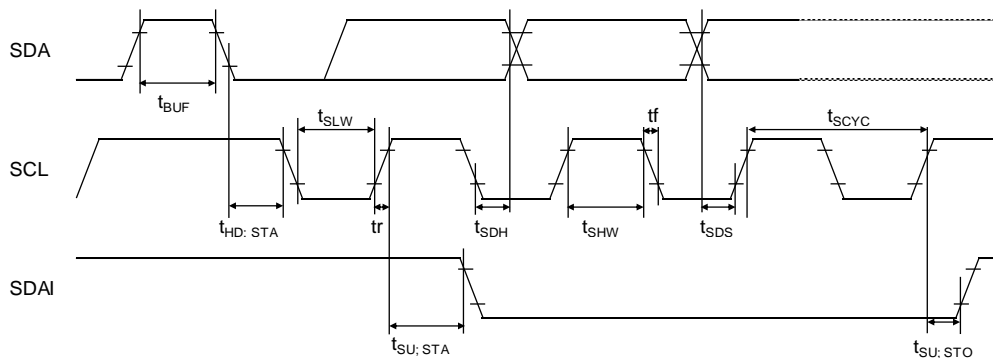 SDA
tBUF
tSLW
tf
tSCYC
SCL
tHD: STA
tr
tSDH
tSHW
tSDS
SDAI
tSU; STA
tSU; STO